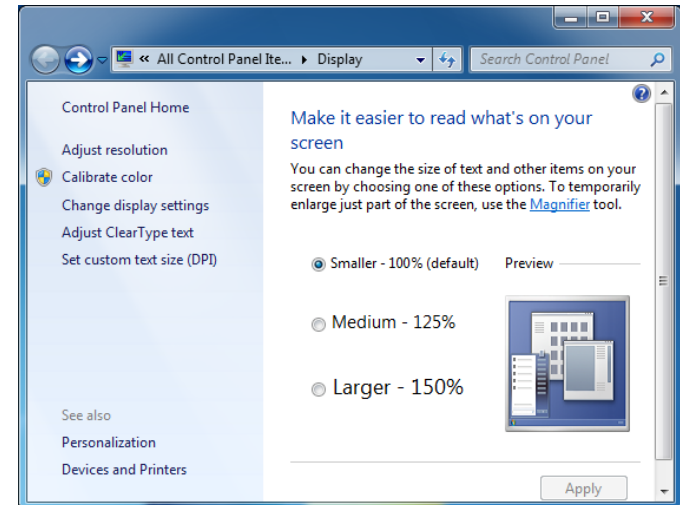 « All Control Panel Ite... ▸ Display
Search Control Panel
Control Panel Home
Adjust resolution
Calibrate color
Change display settings
Adjust ClearType text
Set custom text size (DPI)
See also
Personalization
Devices and Printers
Make it easier to read what's on your
screen
You can change the size of text and other items on your
screen by choosing one of these options. To temporarily
enlarge just part of the screen, use the Magnifier tool.
Smaller - 100% (default)
Preview
Medium - 125%
Larger - 150%
Apply